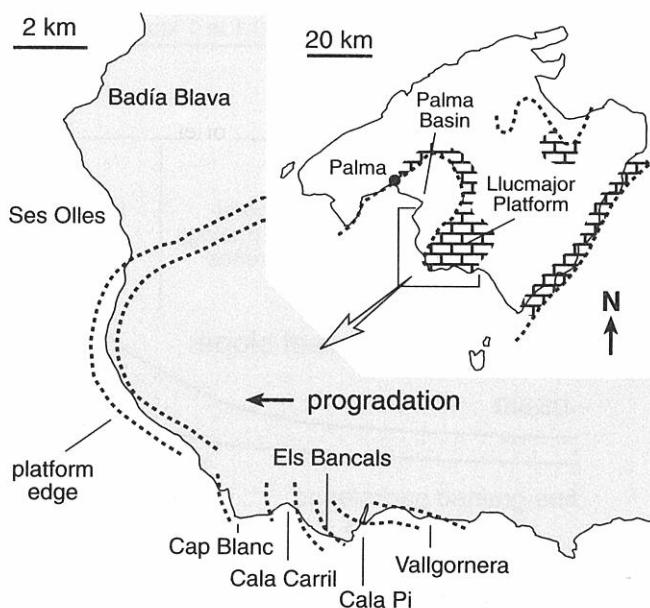 2 km
20 km
Badía Blava
Palma
Basin
Palma
Llucmajor
Platform
Ses Olles
N
progradation
platform
edge
Els Bancals
Cap Blanc
Cala Carril
Cala Pi
Vallgornera